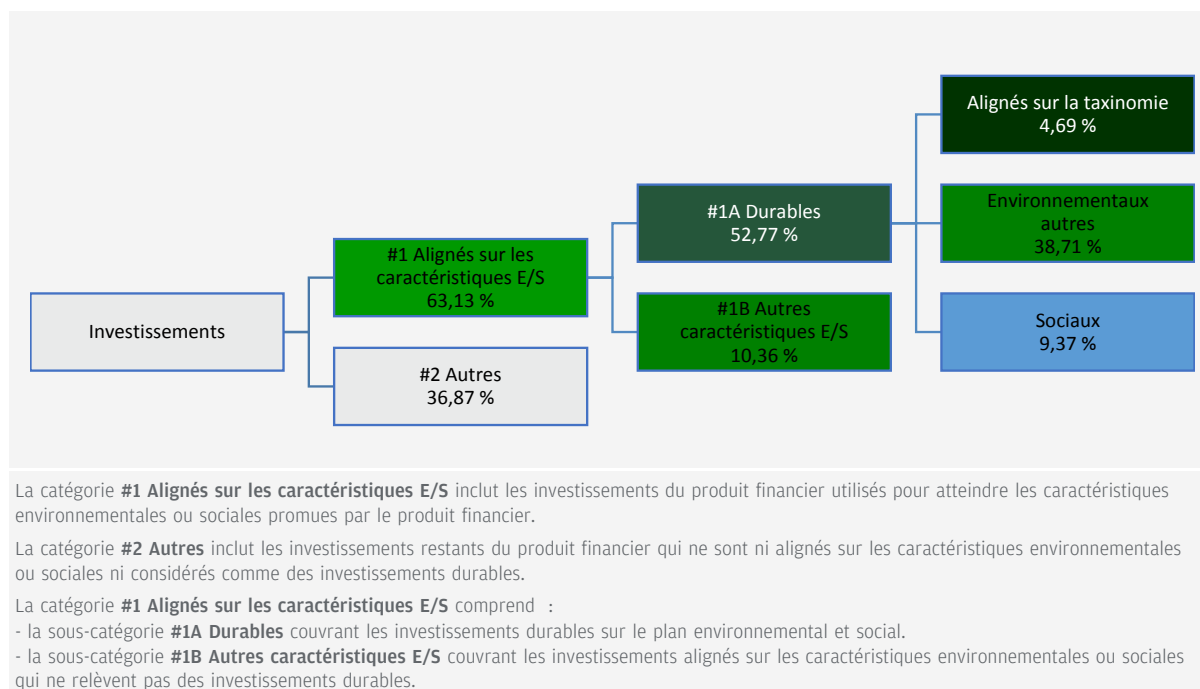 Investissements
#1 Alignés sur les
caractéristiques E/S
63,13 %
#2 Autres
36,87 %
#1A Durables
52,77 %
#1B Autres
caractéristiques E/S
10,36 %
Alignés sur la taxinomie
4,69 %
Environnementaux
autres
38,71 %
Sociaux
9,37 %
La catégorie #1 Alignés sur les caractéristiques E/S inclut les investissements du produit financier utilisés pour atteindre les caractéristiques
environnementales ou sociales promues par le produit financier.
La catégorie #2 Autres inclut les investissements restants du produit financier qui ne sont ni alignés sur les caractéristiques environnementales
ou sociales ni considérés comme des investissements durables.
La catégorie #1 Alignés sur les caractéristiques E/S comprend :
- la sous-catégorie #1A Durables couvrant les investissements durables sur le plan environnemental et social.
- la sous-catégorie #1B Autres caractéristiques E/S couvrant les investissements alignés sur les caractéristiques environnementales ou sociales
qui ne relèvent pas des investissements durables.